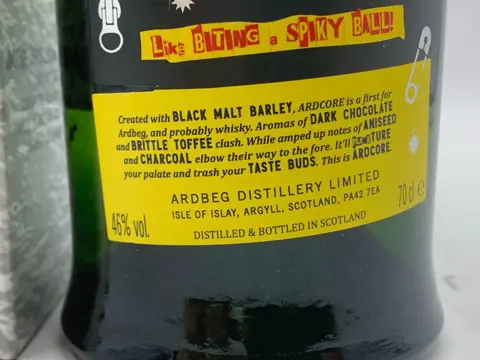 Like BITING a SPIKY BALL!
Created with BLACK MALT BARLEY, ARDCORE is a first for
Ardbeg, and probably whisky. Aromas of DARK CHOCOLATE
and BRITTLE TOFFEE clash. While amped up notes of ANISEED
and CHARCOAL elbow their way to the fore. It'll PUNCTURE
your palate and trash your TASTE BUDS. This is ARDCORE.
ARDBEG DISTILLERY LIMITED
ISLE OF ISLAY, ARGYLL, SCOTLAND, PA42 7EA
46% vol. 70cl e
DISTILLED & BOTTLED IN SCOTLAND